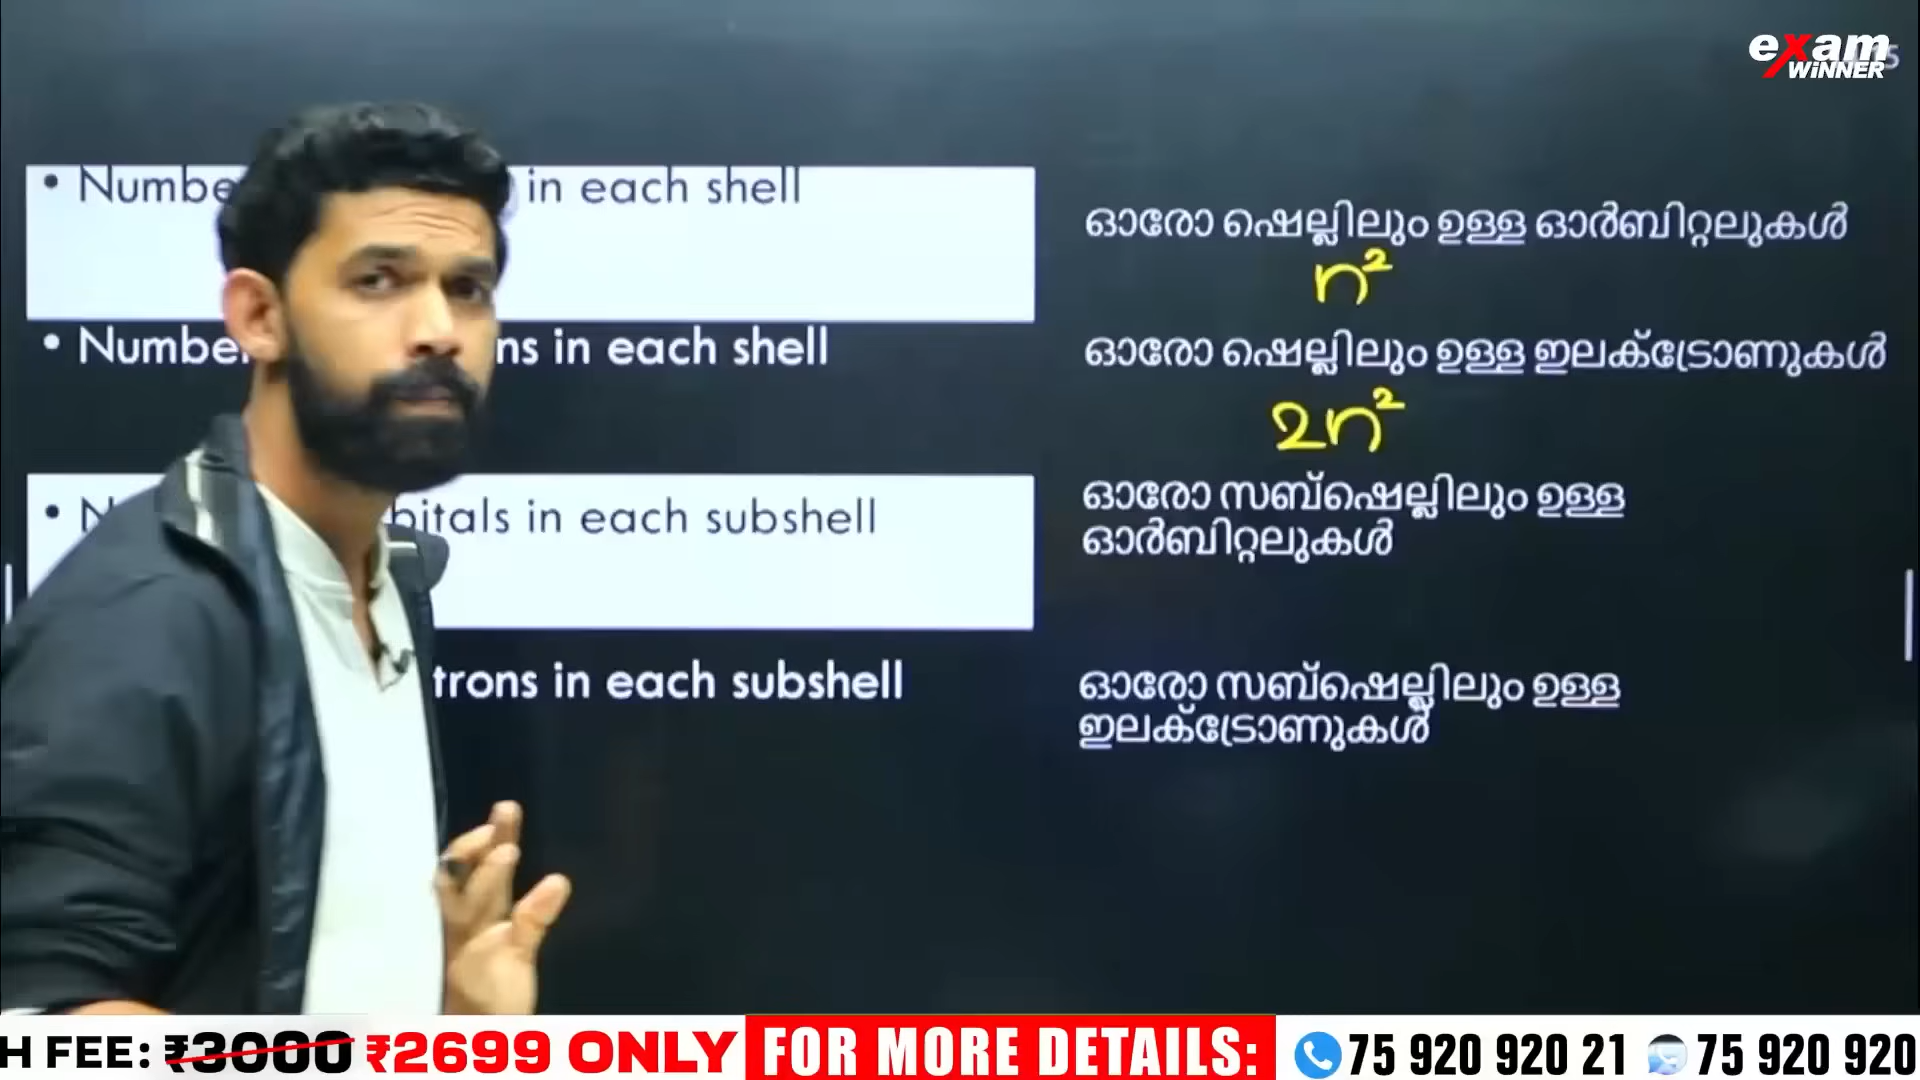 exam
WiNNER
• Numbe in each shell
ഓരോ ഷെല്ലിലും ഉള്ള ഓർബിറ്റലുകൾ
n²
• Number ns in each shell
ഓരോ ഷെല്ലിലും ഉള്ള ഇലക്ട്രോണുകൾ
2n²
• N bitals in each subshell
ഓരോ സബ്ഷെല്ലിലും ഉള്ള
ഓർബിറ്റലുകൾ
trons in each subshell
ഓരോ സബ്ഷെല്ലിലും ഉള്ള
ഇലക്ട്രോണുകൾ
H FEE: ₹3000 ₹2699 ONLY FOR MORE DETAILS: 75 920 920 21 75 920 920